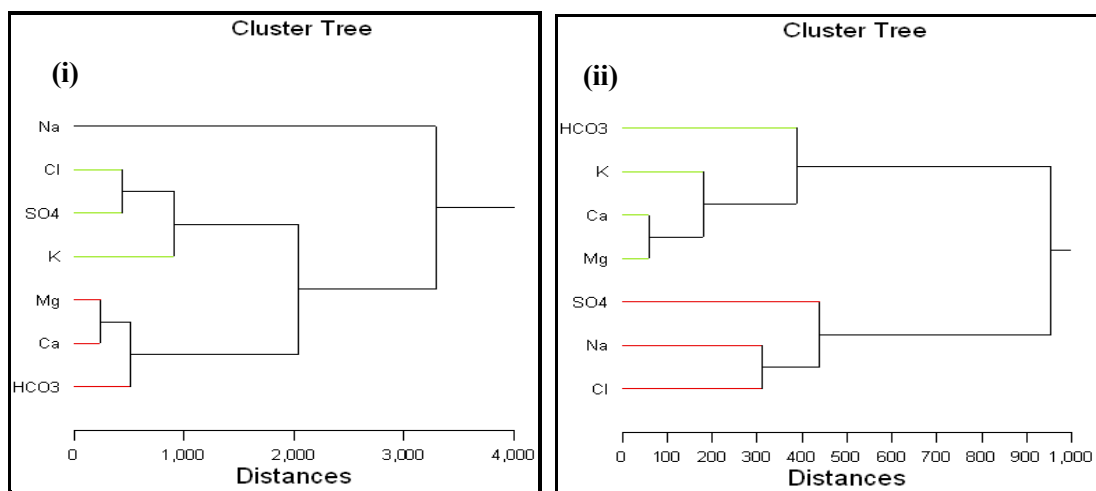 Cluster Tree
(i)
Na
Cl
SO4
K
Mg
Ca
HCO3
0 1,000 2,000 3,000 4,000
Distances
Cluster Tree
(ii)
HCO3
K
Ca
Mg
SO4
Na
Cl
0 100 200 300 400 500 600 700 800 900 1,000
Distances